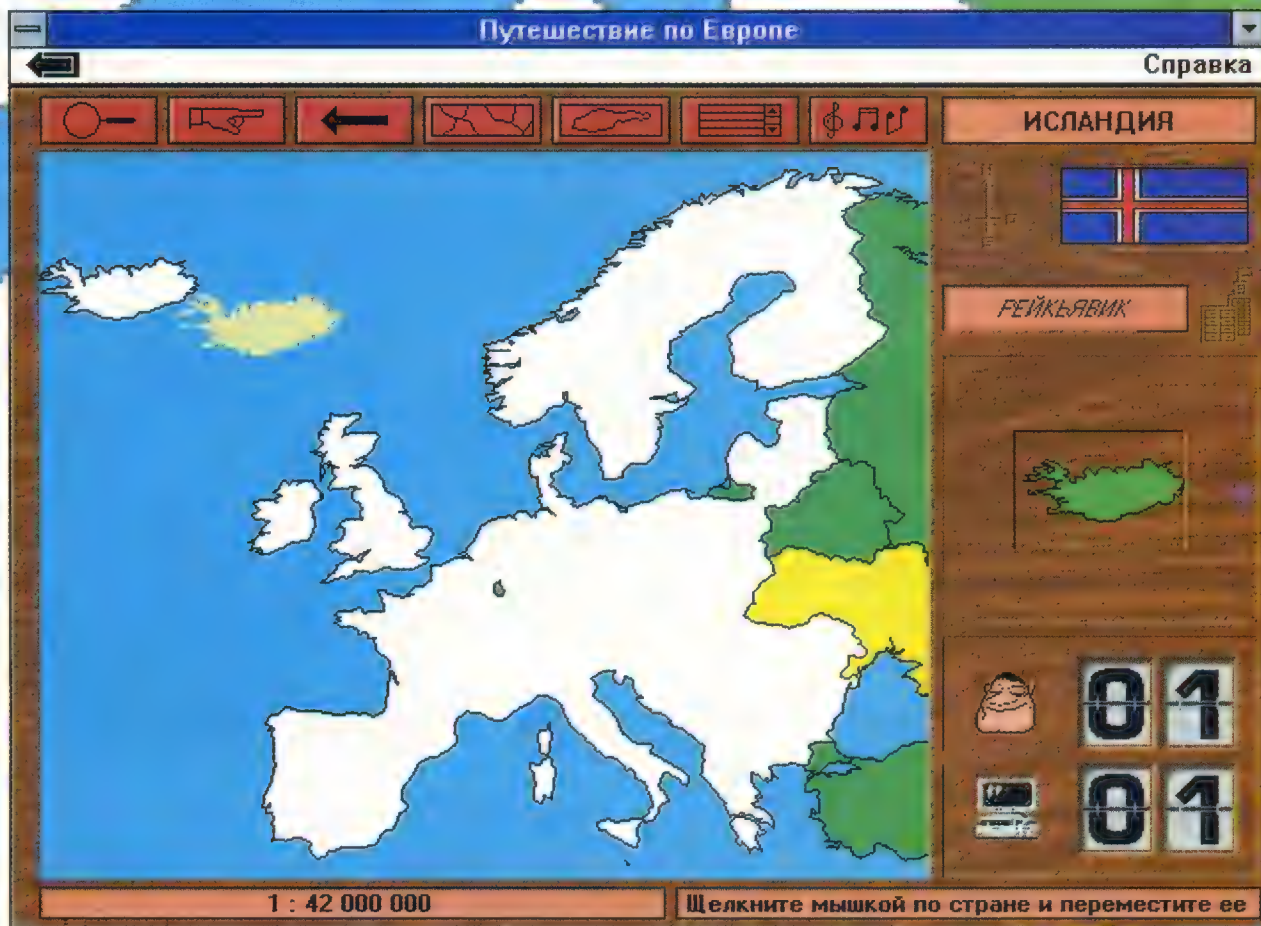 Путешествие по Европе
Справка
ИСЛАНДИЯ
РЕЙКЬЯВИК
01
01
1 : 42 000 000
Щелкните мышкой по стране и переместите ее